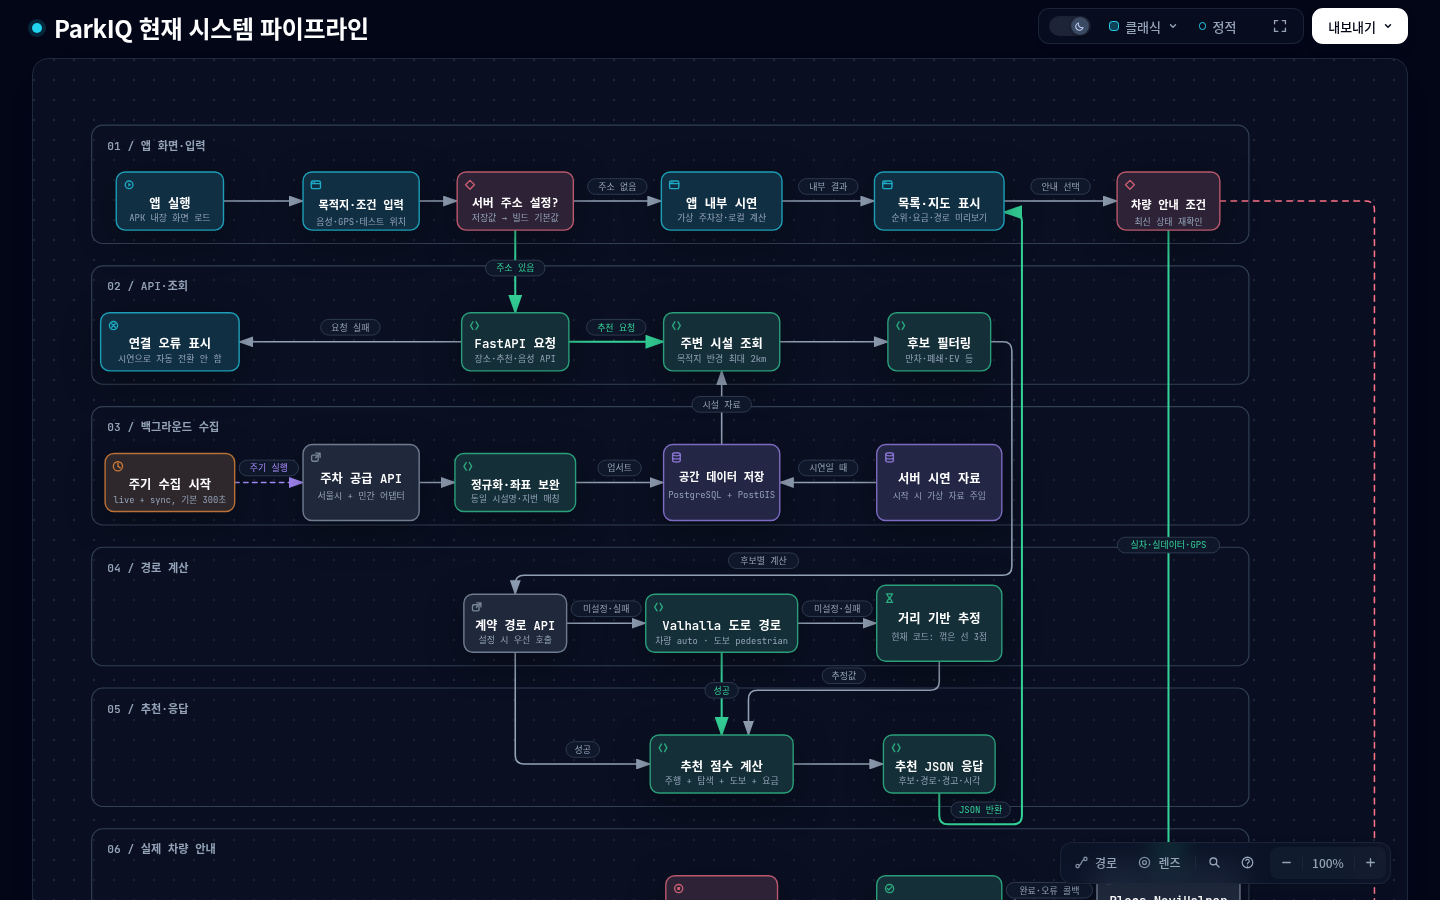 ParkIQ 현재 시스템 파이프라인
클래식
정적
내보내기
01 / 앱 화면·입력
앱 실행
APK 내장 화면 로드
목적지·조건 입력
음성·GPS·테스트 위치
서버 주소 설정?
저장값 → 빌드 기본값
주소 없음
앱 내부 시연
가상 주차장·로컬 계산
내부 결과
목록·지도 표시
순위·요금·경로 미리보기
안내 선택
차량 안내 조건
최신 상태 재확인
주소 있음
02 / API·조회
연결 오류 표시
시연으로 자동 전환 안 함
요청 실패
FastAPI 요청
장소·추천·음성 API
추천 요청
주변 시설 조회
목적지 반경 최대 2km
후보 필터링
만차·폐쇄·EV 등
시설 자료
03 / 백그라운드 수집
주기 수집 시작
live + sync, 기본 300초
주기 실행
주차 공급 API
서울시 + 민간 어댑터
정규화·좌표 보완
동일 시설명·지번 매칭
업서트
공간 데이터 저장
PostgreSQL + PostGIS
시연일 때
서버 시연 자료
시작 시 가상 자료 주입
실차·실데이터·GPS
04 / 경로 계산
후보별 계산
계약 경로 API
설정 시 우선 호출
미설정·실패
Valhalla 도로 경로
차량 auto · 도보 pedestrian
미설정·실패
거리 기반 추정
현재 코드: 꺾은 선 3점
추정값
성공
05 / 추천·응답
성공
추천 점수 계산
주행 + 탐색 + 도보 + 요금
추천 JSON 응답
후보·경로·경고·시각
JSON 반환
06 / 실제 차량 안내
경로
렌즈
100%
완료·오류 콜백